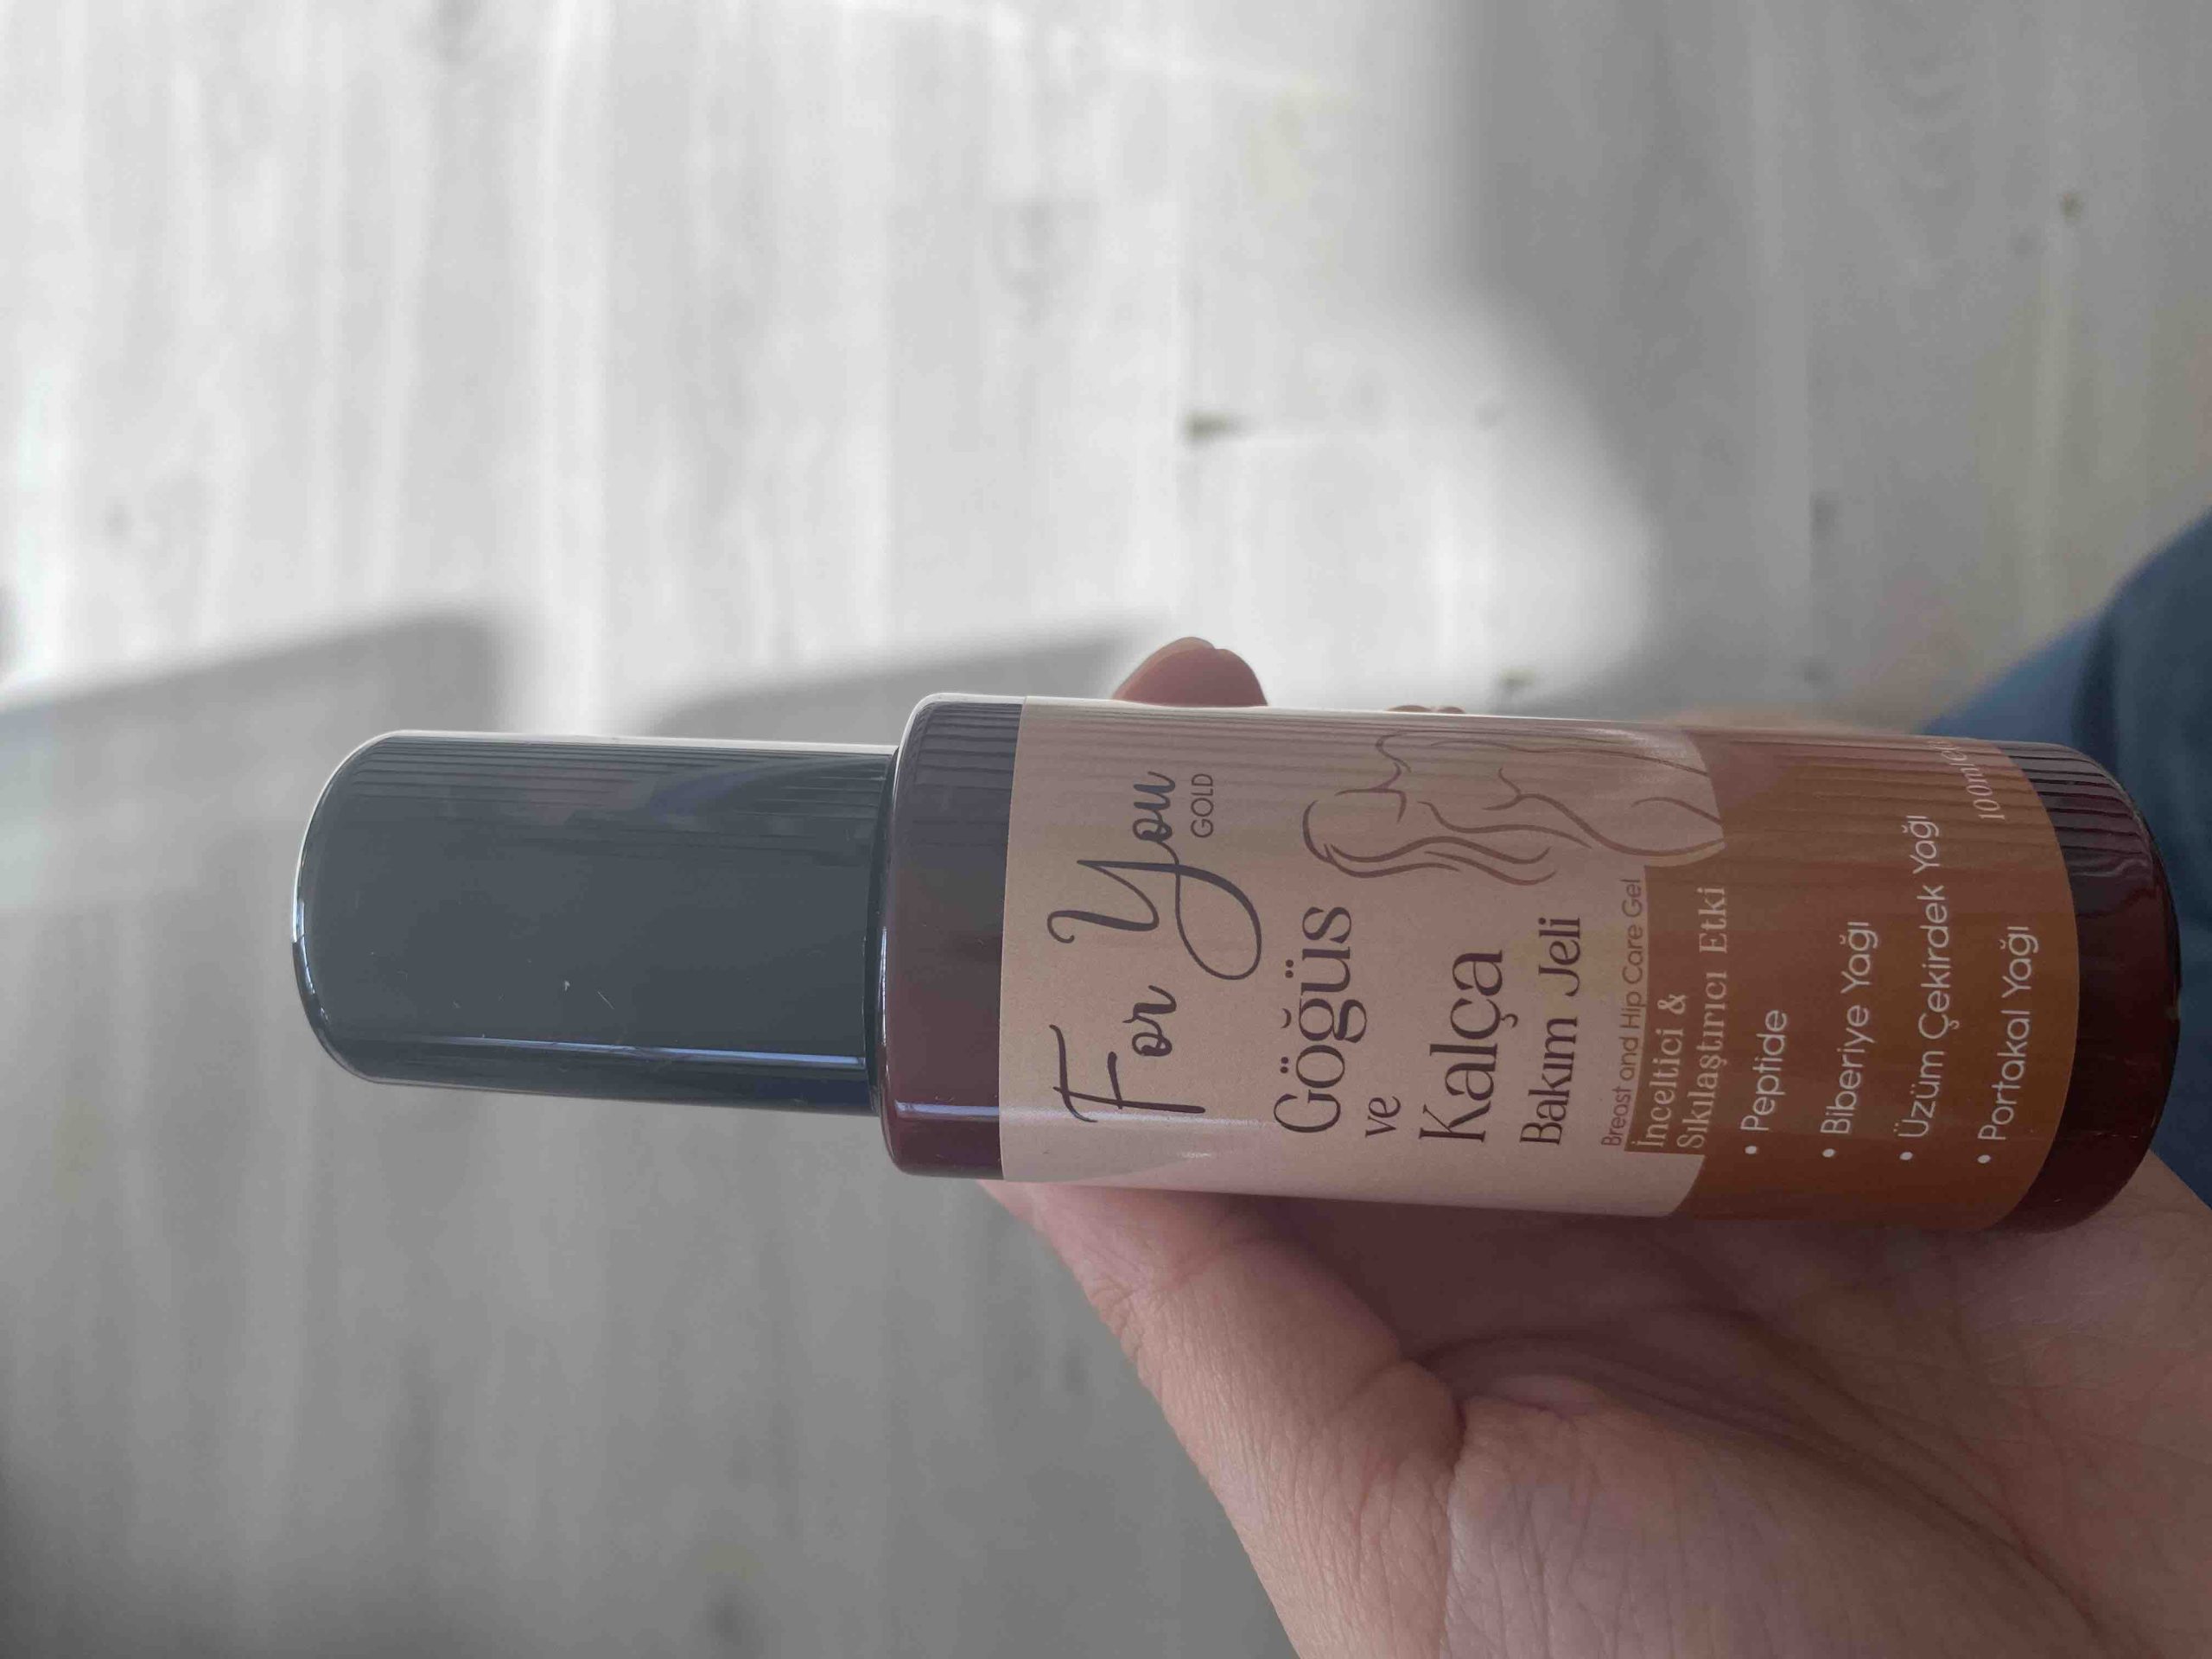 For You
GOLD
Göğüs
ve
Kalça
Bakım Jeli
Breast and Hip Care Gel
İnceltici &
Sıkılaştırıcı Etki
• Peptide
• Biberiye Yağı
• Üzüm Çekirdek Yağı
• Portakal Yağı
100ml